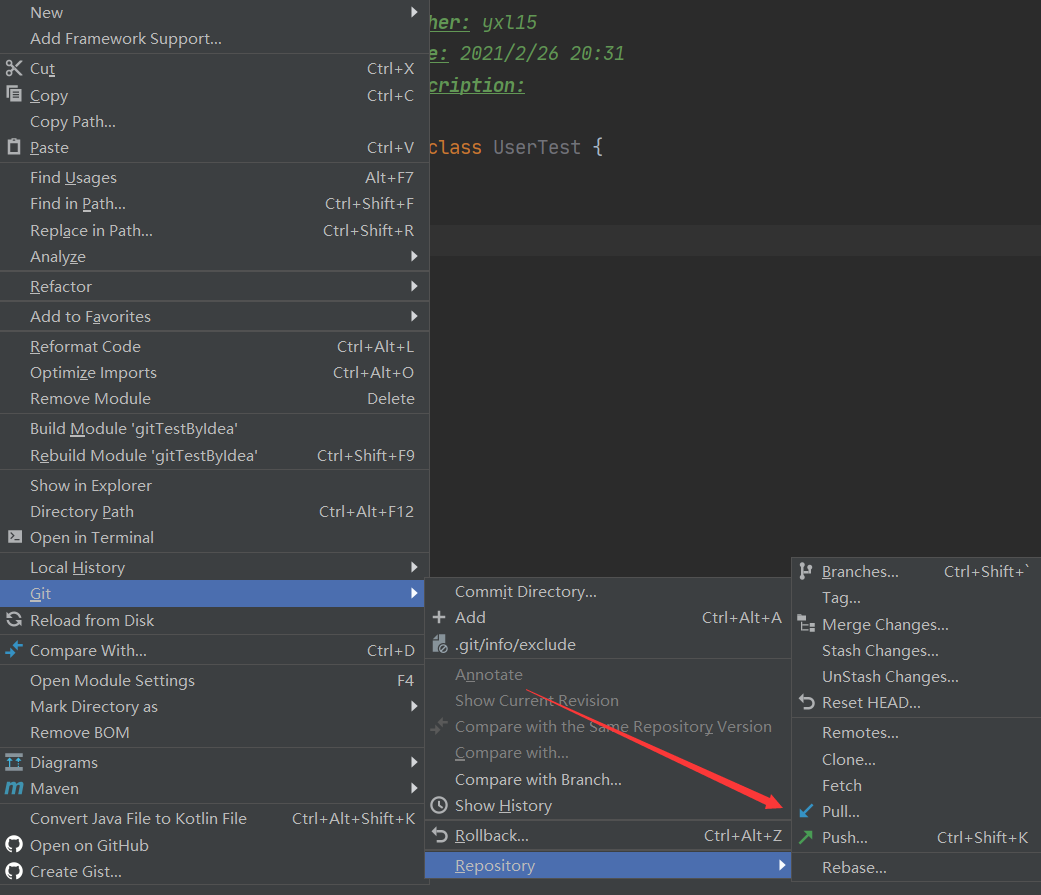 New
Add Framework Support...
Cut Ctrl+X
Copy Ctrl+C
Copy Path...
Paste Ctrl+V
Find Usages Alt+F7
Find in Path... Ctrl+Shift+F
Replace in Path... Ctrl+Shift+R
Analyze
Refactor
Add to Favorites
Reformat Code Ctrl+Alt+L
Optimize Imports Ctrl+Alt+O
Remove Module Delete
Build Module 'gitTestByIdea'
Rebuild Module 'gitTestByIdea' Ctrl+Shift+F9
Show in Explorer
Directory Path Ctrl+Alt+F12
Open in Terminal
Local History
Git
Reload from Disk
Compare With... Ctrl+D
Open Module Settings F4
Mark Directory as
Remove BOM
Diagrams
Maven
Convert Java File to Kotlin File Ctrl+Alt+Shift+K
Open on GitHub
Create Gist...
her: yxl15
e: 2021/2/26 20:31
cription:
class UserTest {
Commit Directory...
Add Ctrl+Alt+A
.git/info/exclude
Annotate
Show Current Revision
Compare with the Same Repository Version
Compare with...
Compare with Branch...
Show History
Rollback... Ctrl+Alt+Z
Repository
Branches... Ctrl+Shift+`
Tag...
Merge Changes...
Stash Changes...
UnStash Changes...
Reset HEAD...
Remotes...
Clone...
Fetch
Pull...
Push... Ctrl+Shift+K
Rebase...